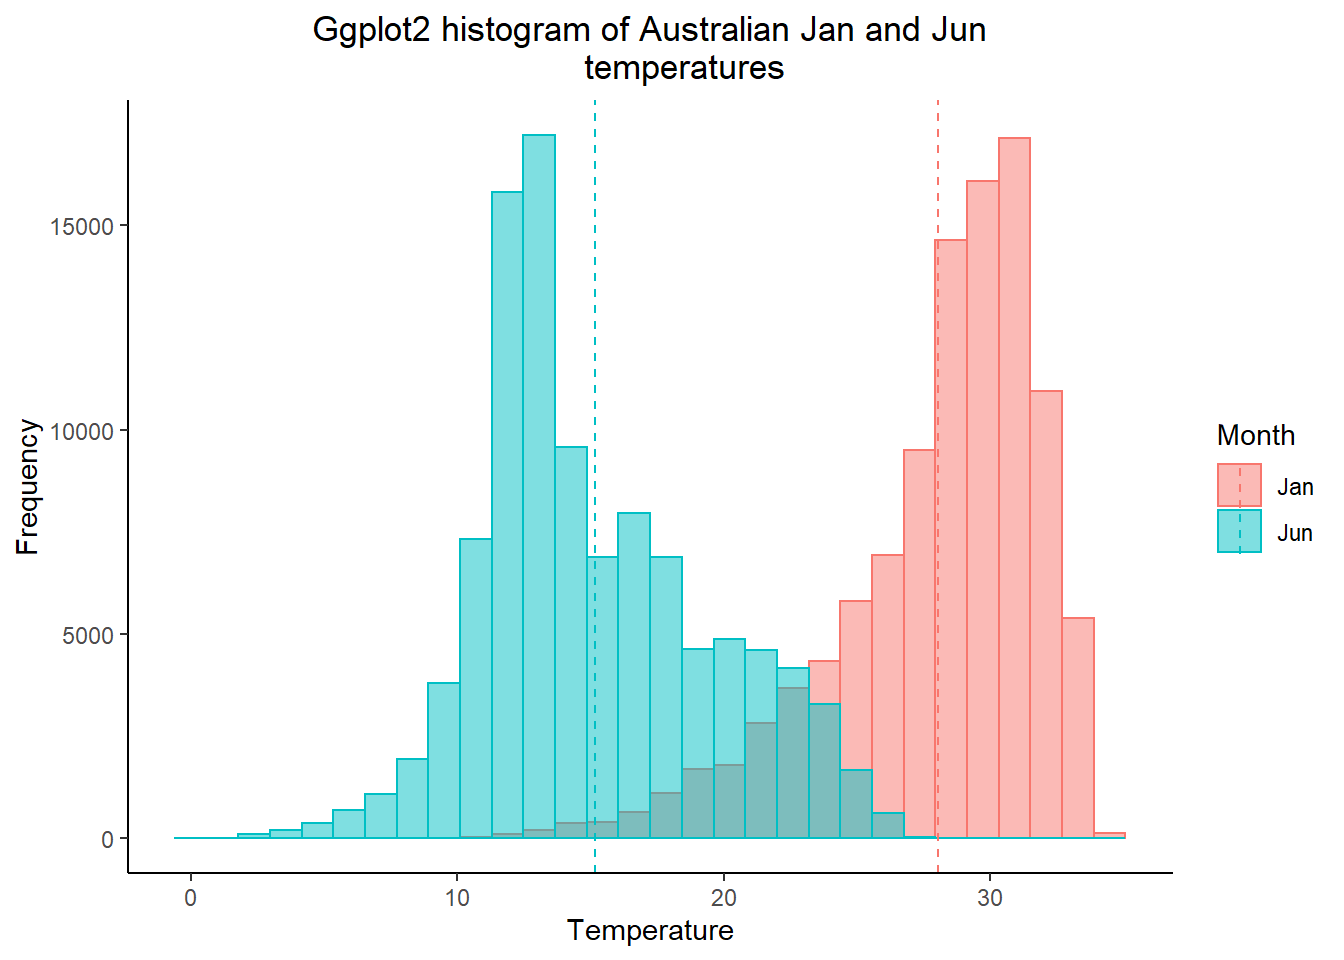 Ggplot2 histogram of Australian Jan and Jun
temperatures
15000
10000
5000
0
Frequency
0 10 20 30
Temperature
Month
Jan
Jun